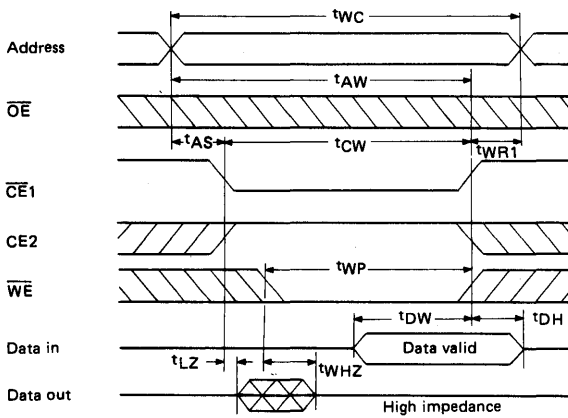 tWC
Address
tAW
OE
tAS
tCW
tWR1
CE1
CE2
WE
tWP
tDW
tDH
Data in
Data valid
tLZ
tWHZ
Data out
High impedance